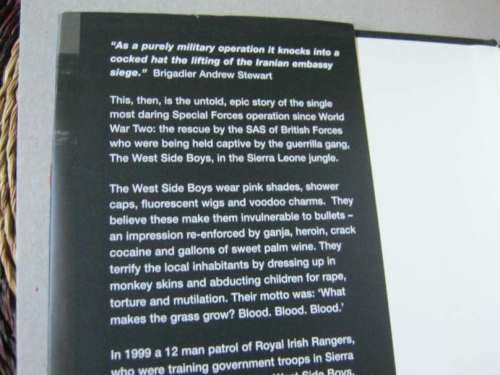 "As a purely military operation it knocks into a
cocked hat the lifting of the Iranian embassy
siege." Brigadier Andrew Stewart
This, then, is the untold, epic story of the single
most daring Special Forces operation since World
War Two: the rescue by the SAS of British Forces
who were being held captive by the guerrilla gang,
The West Side Boys, in the Sierra Leone jungle.
The West Side Boys wear pink shades, shower
caps, fluorescent wigs and voodoo charms. They
believe these make them invulnerable to bullets –
an impression re-enforced by ganja, heroin, crack
cocaine and gallons of sweet palm wine. They
terrify the local inhabitants by dressing up in
monkey skins and abducting children for rape,
torture and mutilation. Their motto was: 'What
makes the grass grow? Blood. Blood. Blood.'
In 1999 a 12 man patrol of Royal Irish Rangers,
who were training government troops in Sierra
West Side Boys,